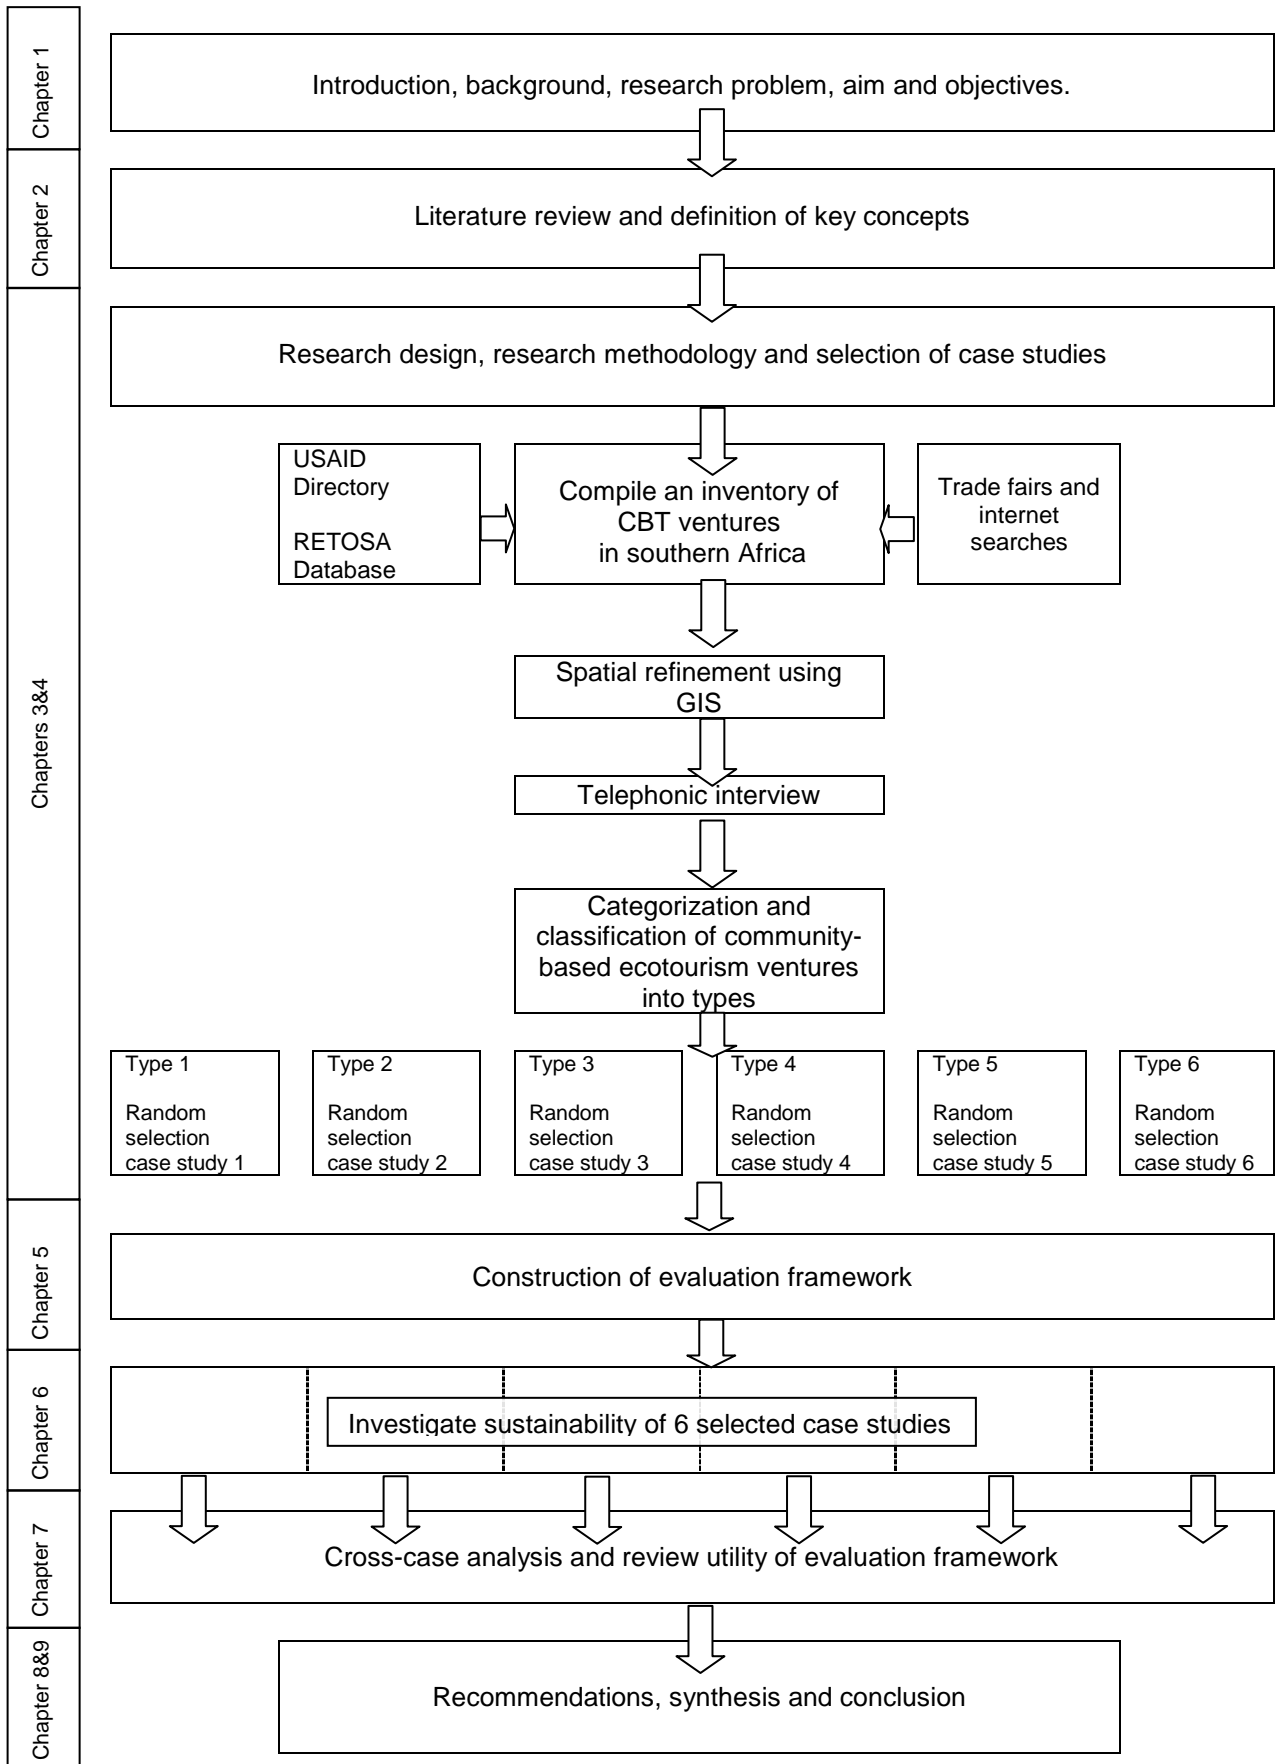 Chapter 1
Introduction, background, research problem, aim and objectives.
Chapter 2
Literature review and definition of key concepts
Chapters 3&4
Research design, research methodology and selection of case studies
USAID
Directory
RETOSA
Database
Compile an inventory of
CBT ventures
in southern Africa
Trade fairs and
internet
searches
Spatial refinement using
GIS
Telephonic interview
Categorization and
classification of community-
based ecotourism ventures
into types
Type 1
Random
selection
case study 1
Type 2
Random
selection
case study 2
Type 3
Random
selection
case study 3
Type 4
Random
selection
case study 4
Type 5
Random
selection
case study 5
Type 6
Random
selection
case study 6
Chapter 5
Construction of evaluation framework
Chapter 6
Investigate sustainability of 6 selected case studies
Chapter 7
Cross-case analysis and review utility of evaluation framework
Chapter 8&9
Recommendations, synthesis and conclusion